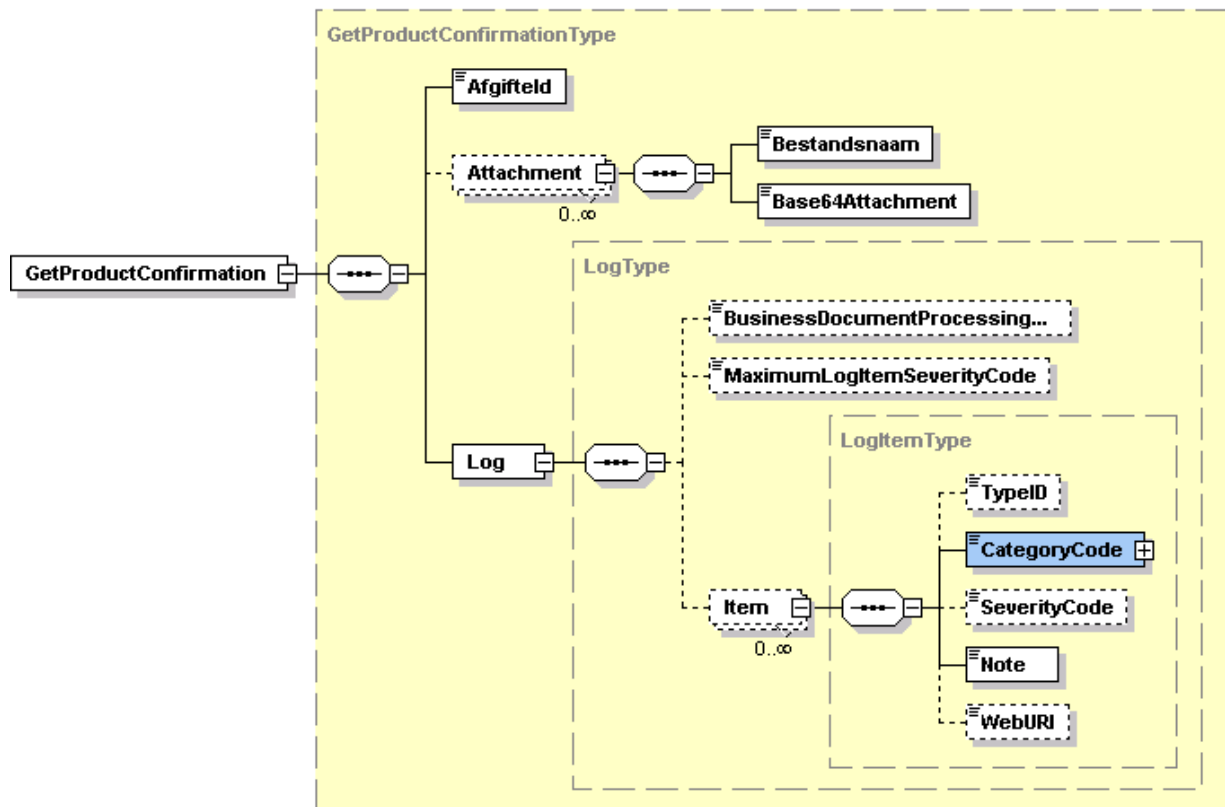 GetProductConfirmationType
AfgifteId
Attachment
0..∞
Bestandsnaam
Base64Attachment
GetProductConfirmation
LogType
BusinessDocumentProcessing...
MaximumLogItemSeverityCode
Log
LogItemType
Item
0..∞
TypeID
CategoryCode
SeverityCode
Note
WebURI